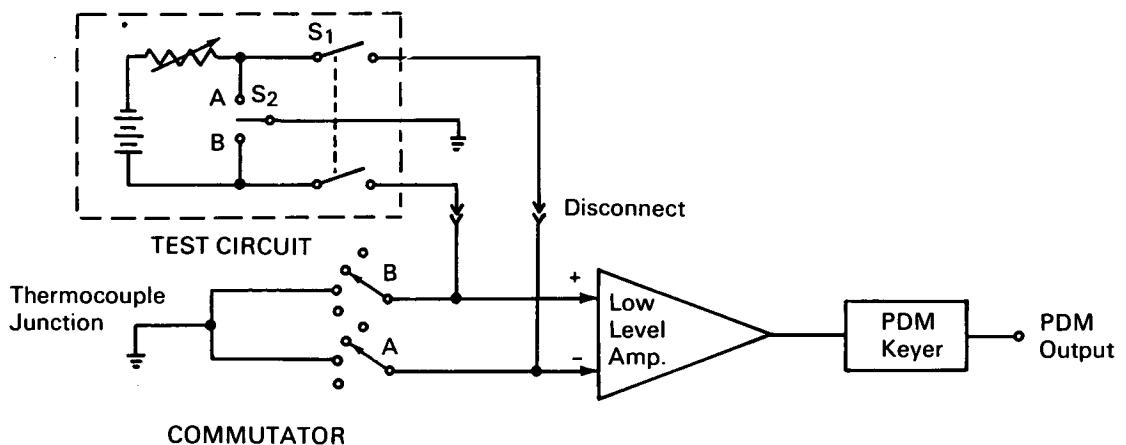 S1
A
S2
B
Disconnect
TEST CIRCUIT
Thermocouple
Junction
B
A
+
Low
Level
Amp.
-
PDM
Keyer
PDM
Output
COMMUTATOR